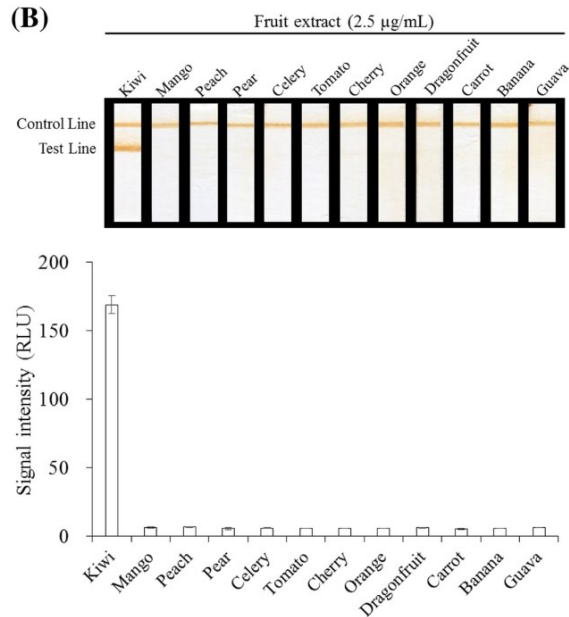 (B)
Fruit extract (2.5 µg/mL)
Kiwi
Mango
Peach
Pear
Celery
Tomato
Cherry
Orange
Dragonfruit
Carrot
Banana
Guava
Control Line
Test Line
200
150
100
50
0
Signal intensity (RLU)
Kiwi
Mango
Peach
Pear
Celery
Tomato
Cherry
Orange
Dragonfruit
Carrot
Banana
Guava